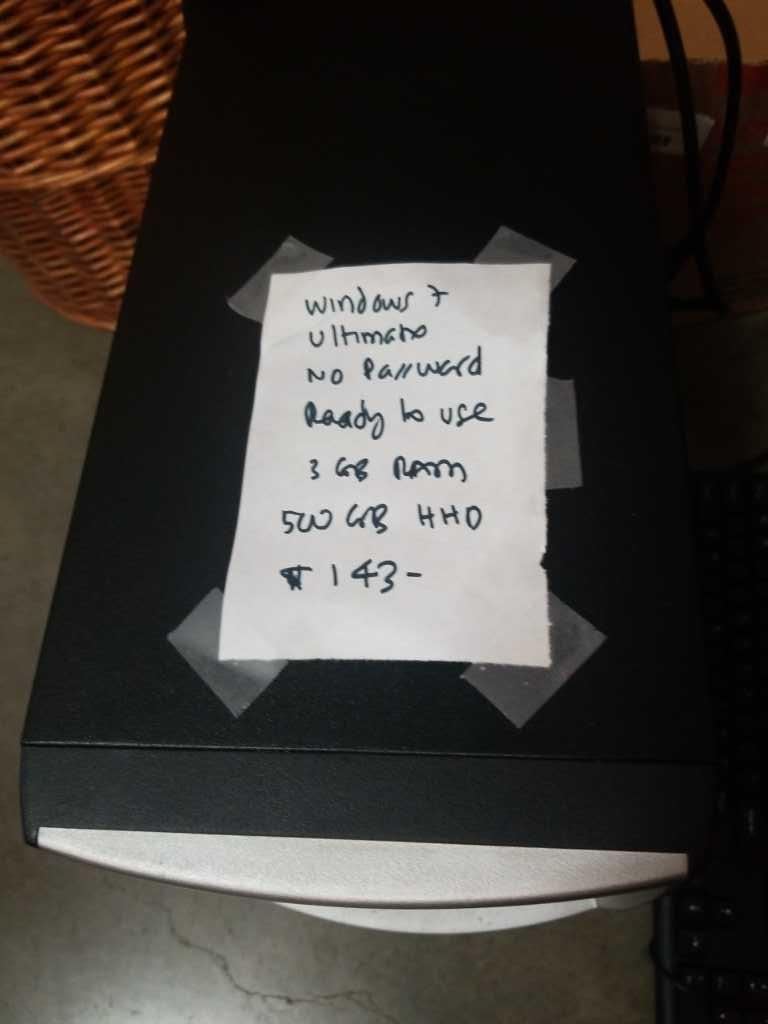 Windows 7
Ultimate
No Password
Ready to use
3 GB RAM
500 GB HHD
$143-